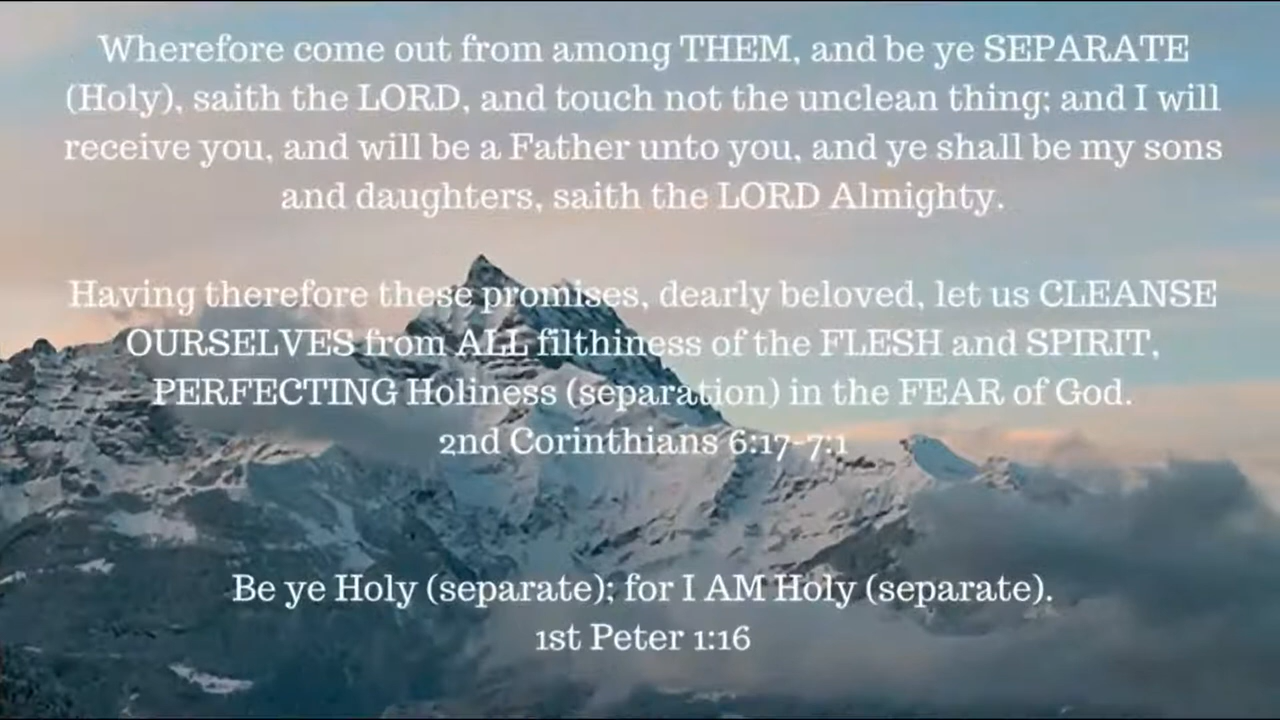 Wherefore come out from among THEM, and be ye SEPARATE
(Holy), saith the LORD, and touch not the unclean thing; and I will
receive you, and will be a Father unto you, and ye shall be my sons
and daughters, saith the LORD Almighty.
Having therefore these promises, dearly beloved, let us CLEANSE
OURSELVES from ALL filthiness of the FLESH and SPIRIT,
PERFECTING Holiness (separation) in the FEAR of God.
2nd Corinthians 6:17-7:1
Be ye Holy (separate); for I AM Holy (separate).
1st Peter 1:16